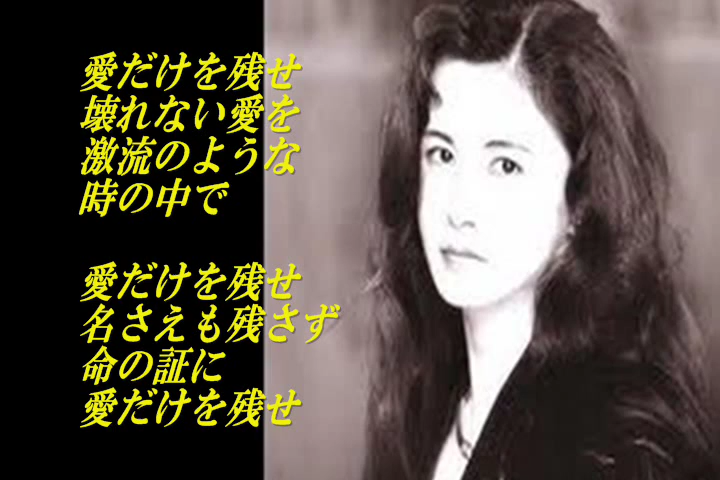 愛だけを残せ
壊れない愛を
激流のような
時の中で
愛だけを残せ
名さえも残さず
命の証に
愛だけを残せ